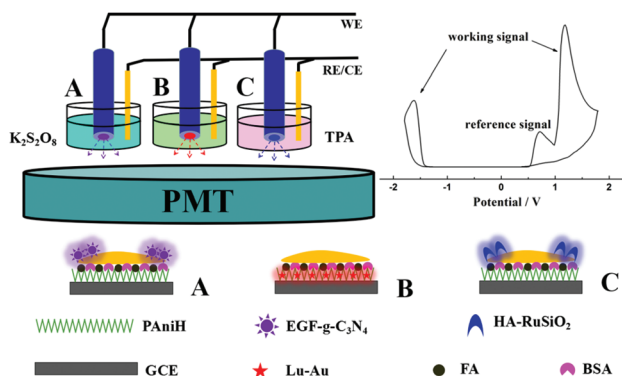 WE
RE/CE
A
B
C
K₂S₂O₈
TPA
PMT
working signal
reference signal
-2
-1
0
1
2
Potential / V
A
B
C
PAniH
EGF-g-C₃N₄
HA-RuSiO₂
GCE
Lu-Au
FA
BSA